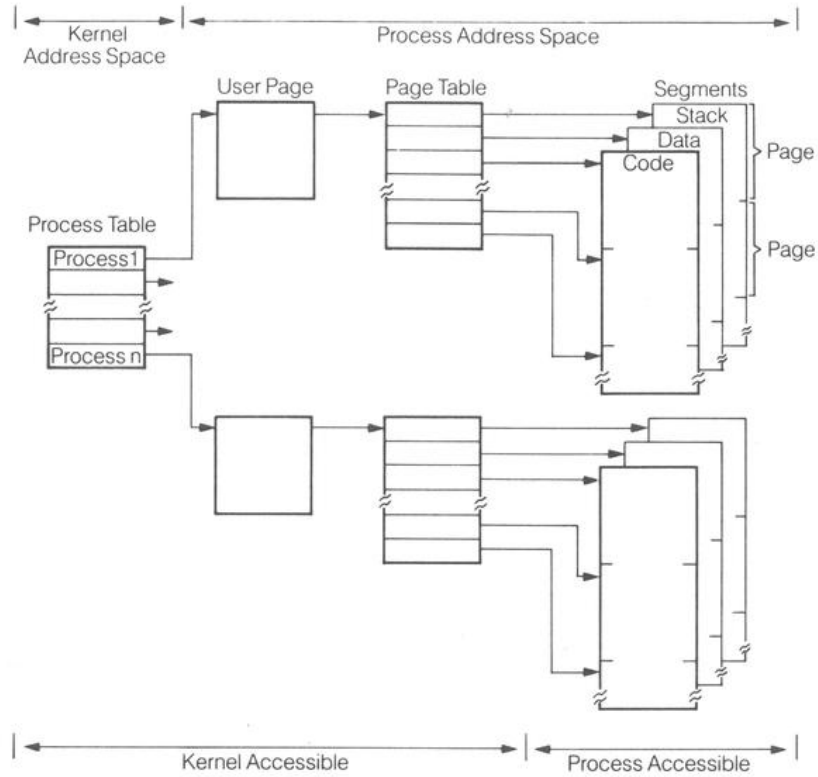 Kernel
Address Space
Process Address Space
User Page
Page Table
Segments
Stack
Data
Code
Page
Page
Process Table
Process1
Process n
Kernel Accessible
Process Accessible